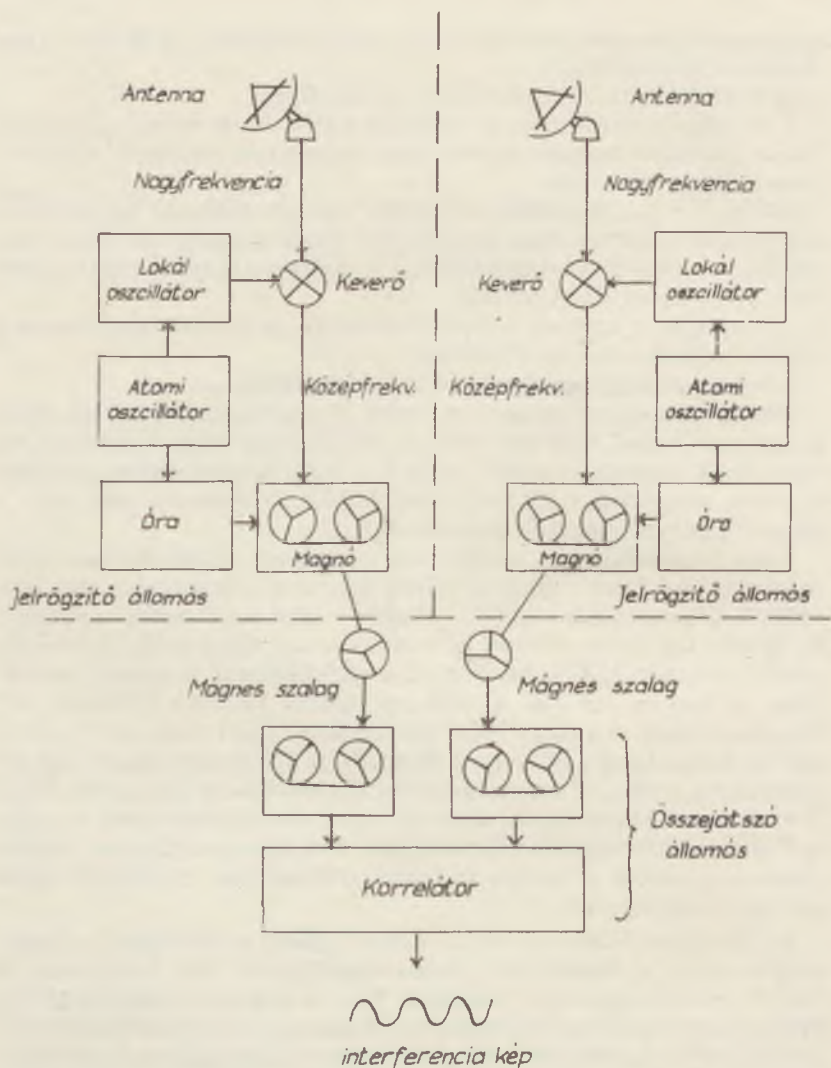 Antenna
Antenna
Nagyfrekvencia
Nagyfrekvencia
Lokál
oszcillátor
Keverő
Keverő
Lokál
oszcillátor
Atomi
oszcillátor
Középfrekv.
Középfrekv.
Atomi
oszcillátor
Óra
Magnó
Magnó
Óra
Jelrögzítő állomás
Jelrögzítő állomás
Mágnes szalag
Mágnes szalag
Összejátszó
állomás
Korrelátor
interferencia kép